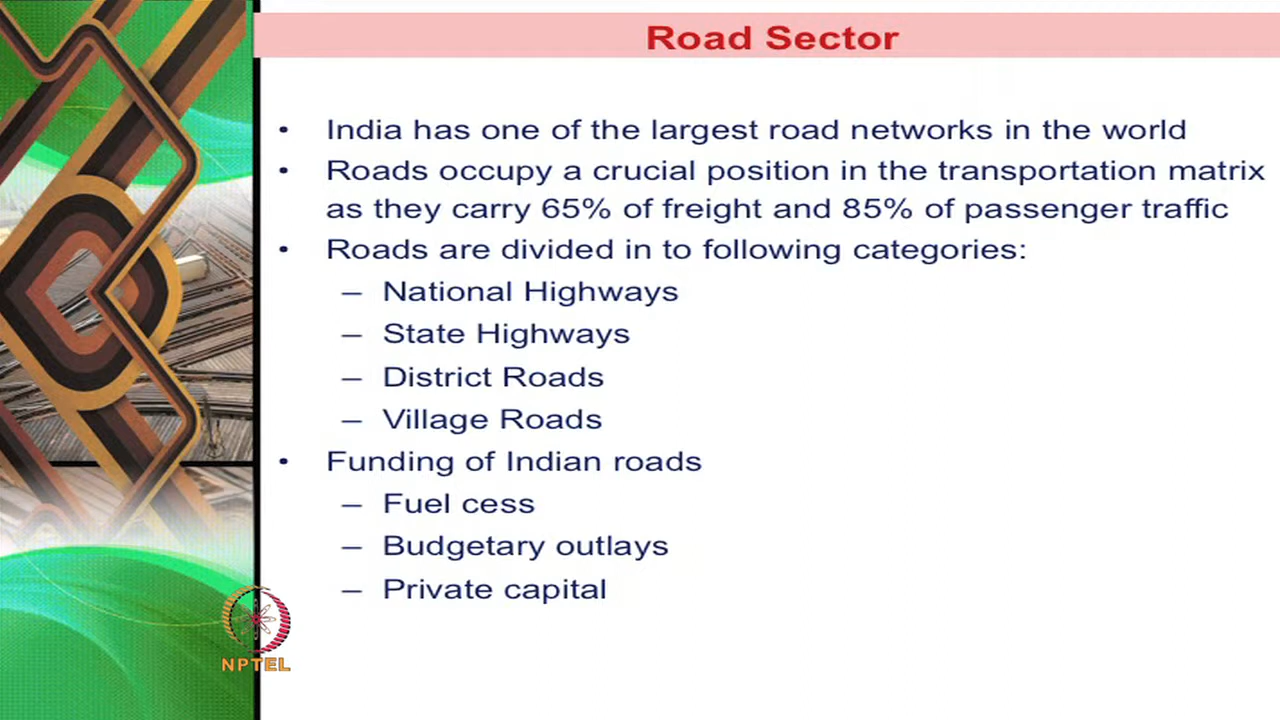 Road Sector
• India has one of the largest road networks in the world
• Roads occupy a crucial position in the transportation matrix
as they carry 65% of freight and 85% of passenger traffic
• Roads are divided in to following categories:
– National Highways
– State Highways
– District Roads
– Village Roads
• Funding of Indian roads
– Fuel cess
– Budgetary outlays
– Private capital
NPTEL